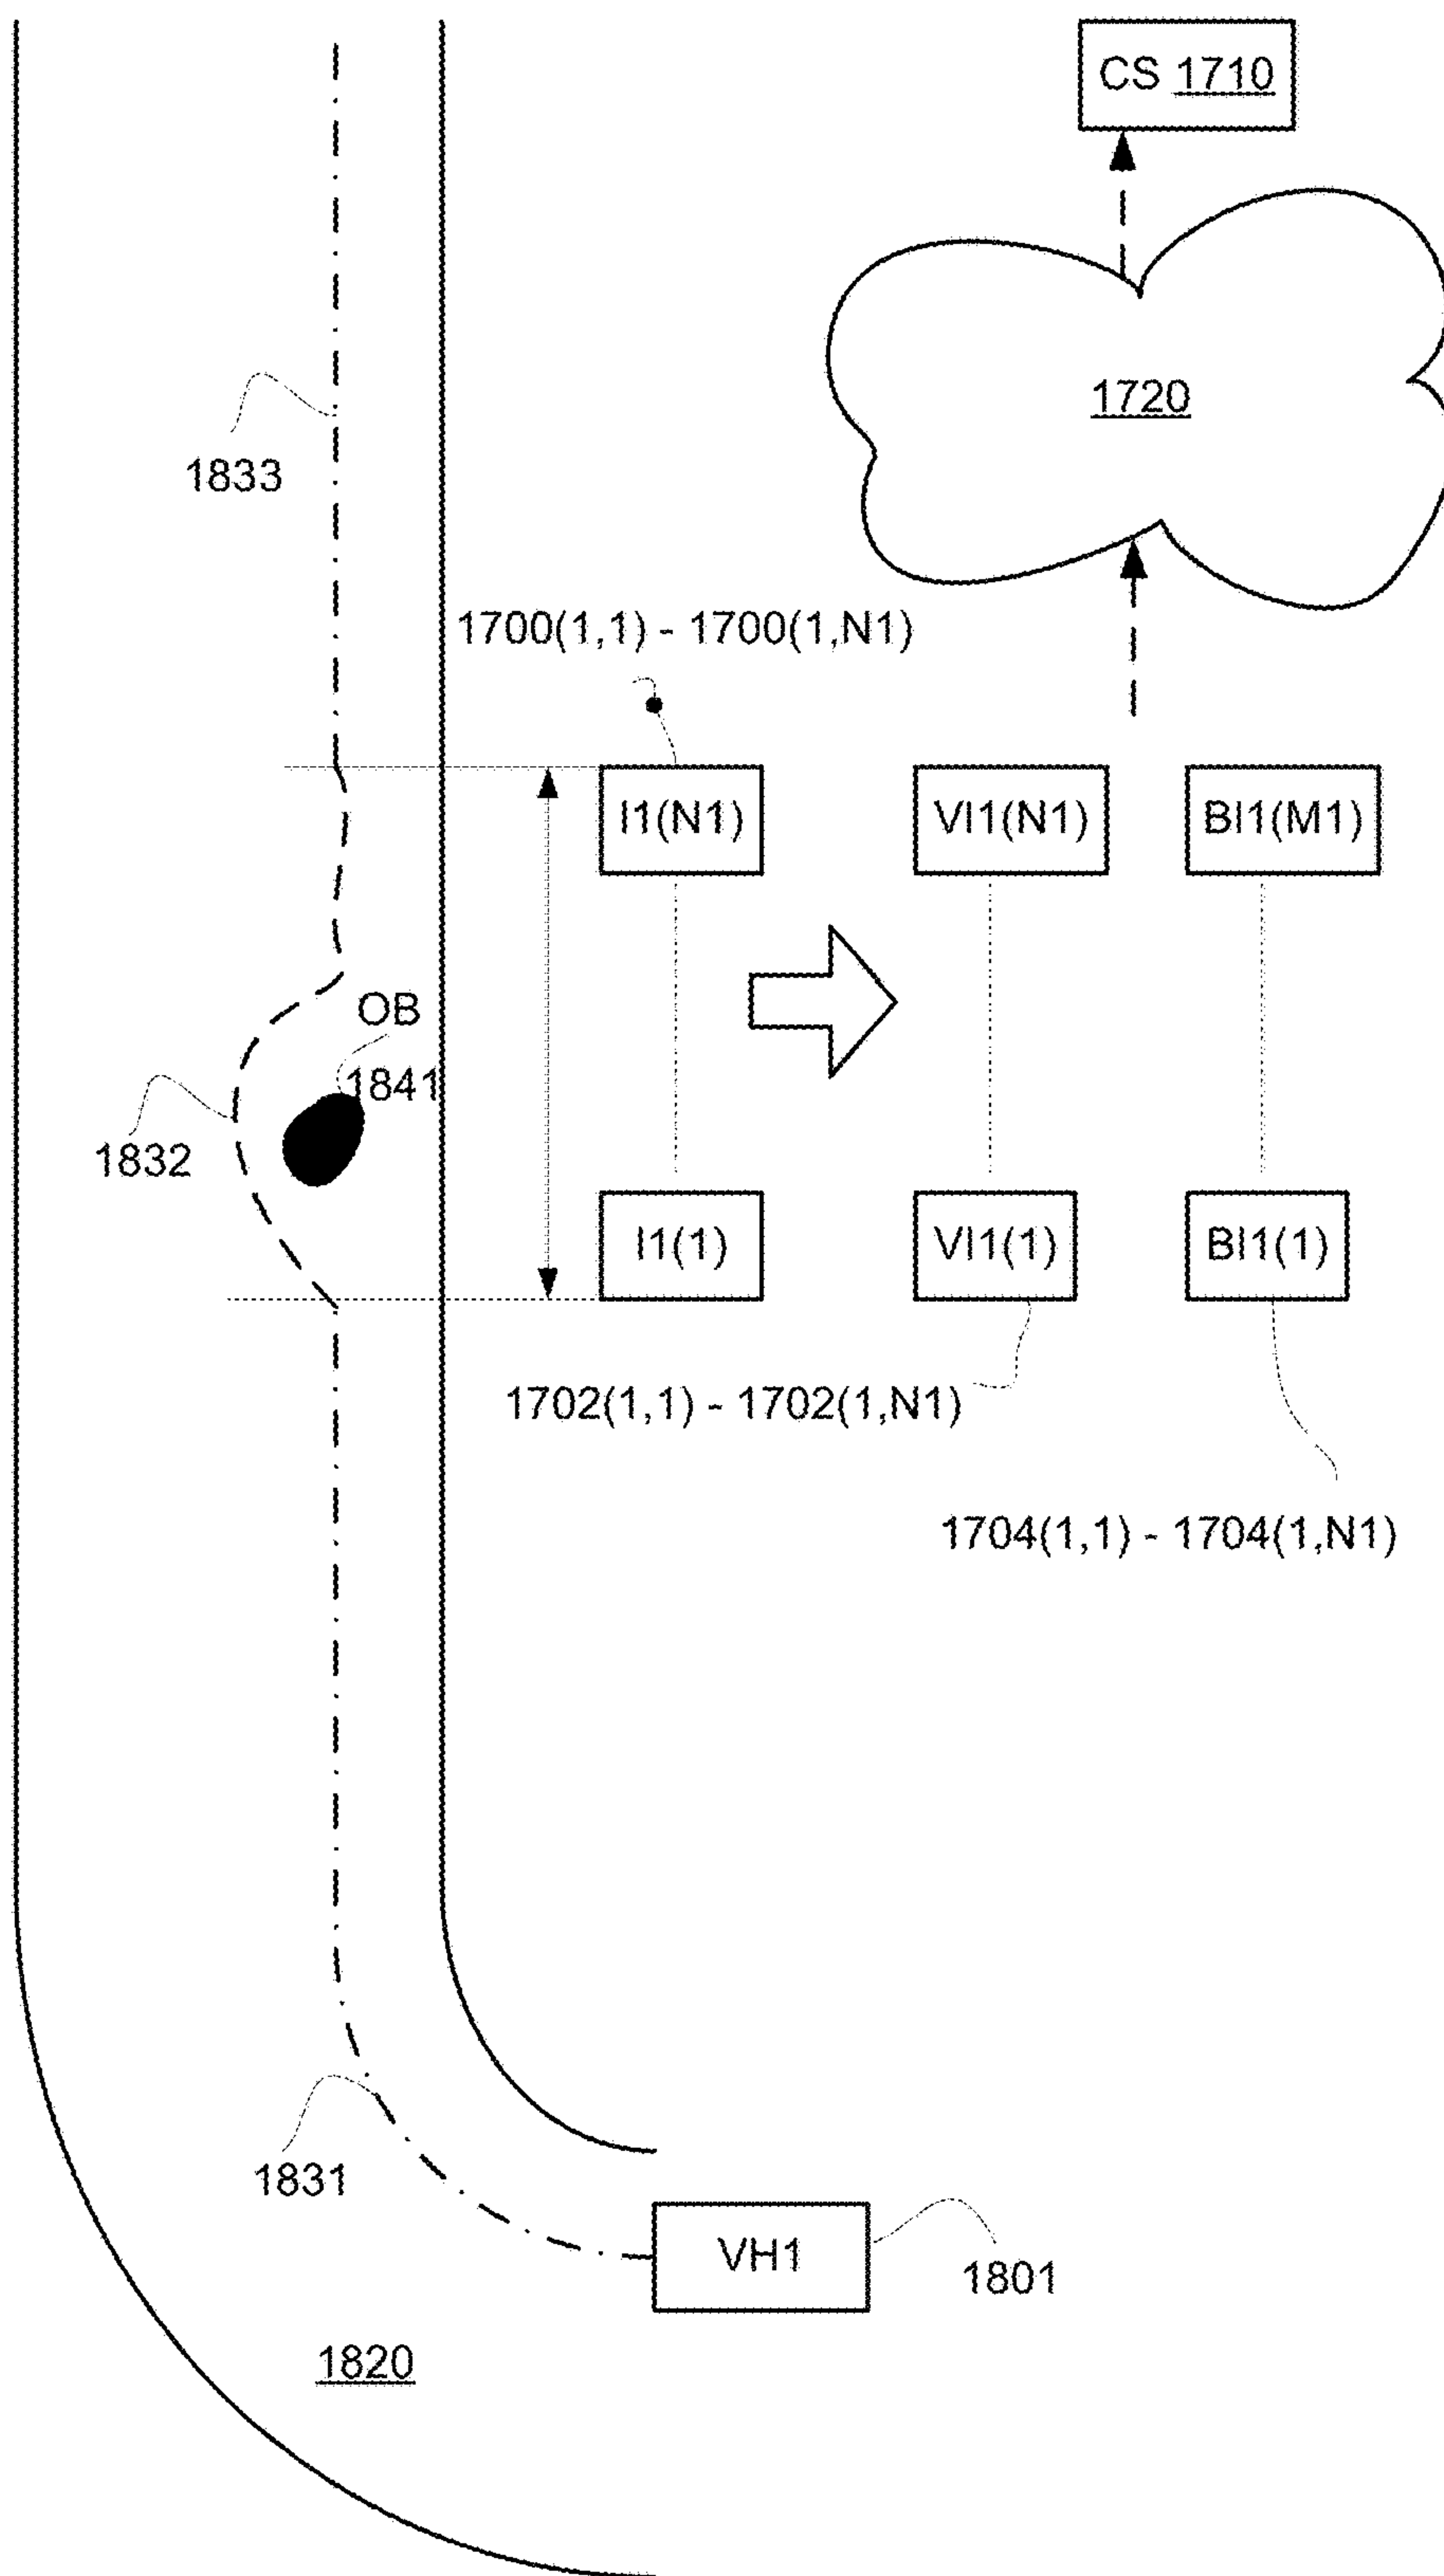 CS 1710
1720
1833
1700(1,1) - 1700(1,N1)
I1(N1)
VI1(N1)
BI1(M1)
OB
1841
1832
I1(1)
VI1(1)
BI1(1)
1702(1,1) - 1702(1,N1)
1704(1,1) - 1704(1,N1)
1831
VH1
1801
1820